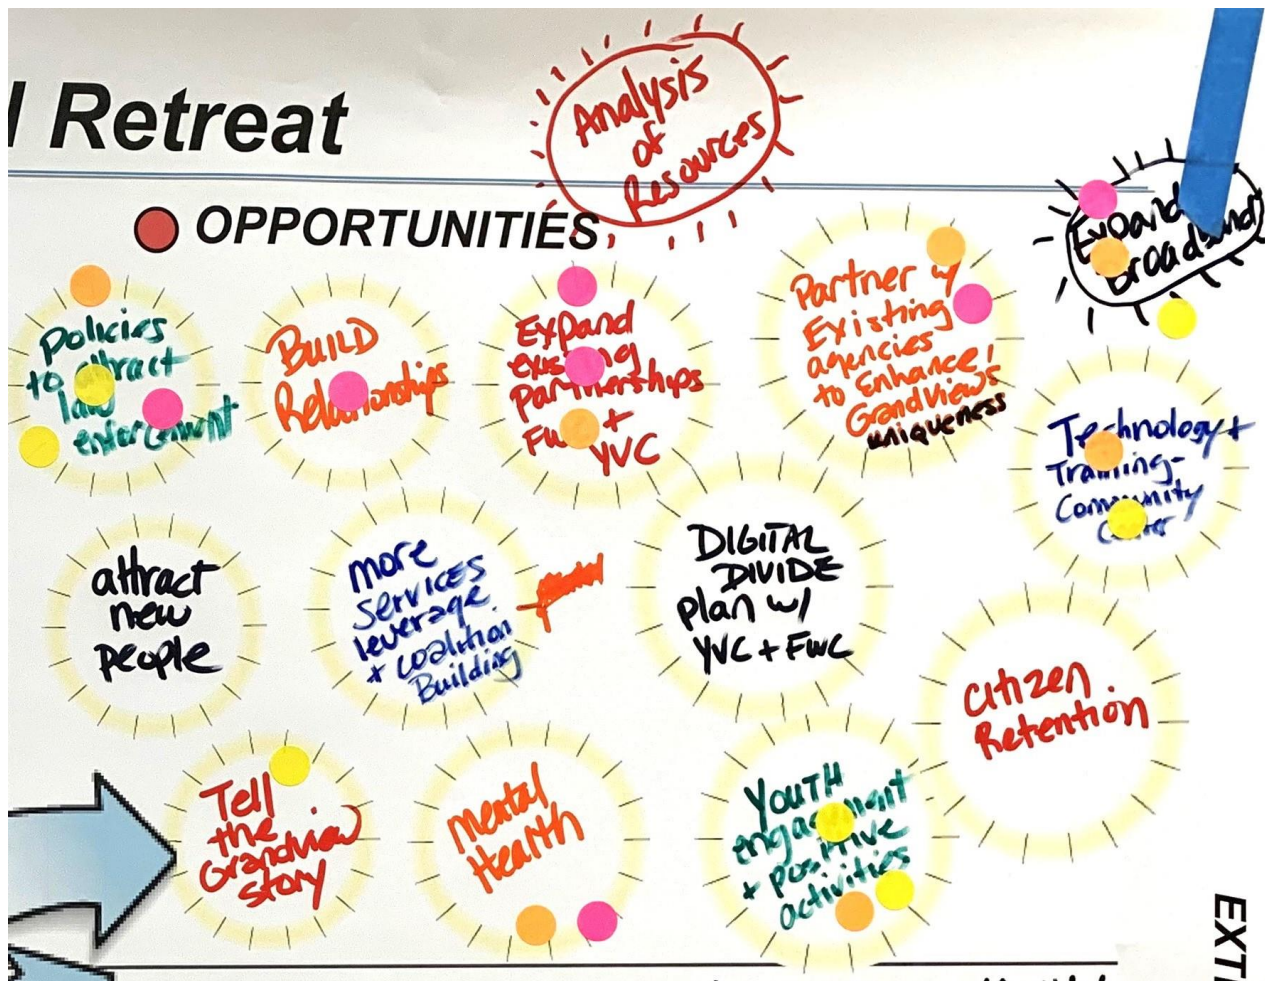 Retreat
Analysis
of
Resources
OPPORTUNITIES
Expand
Broadband
Policies
to attract
law
enforcement
BUILD
Relationships
Expand
existing
partnerships
FWC +
YVC
Partner w/
Existing
agencies
to Enhance
Grandview's
uniqueness
Technology +
Training-
Community
Center
attract
new
people
more
services
leverage
+ coalition
Building
DIGITAL
DIVIDE
plan w/
YVC + FWC
citizen
Retention
Tell
the
Grandview
story
Mental
Health
YOUTH
engagement
+ positive
activities